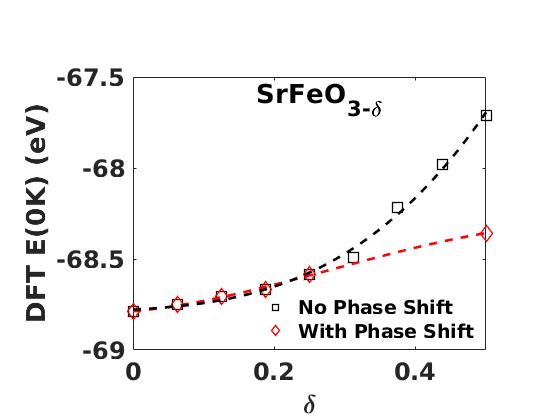 SrFeO3-δ
DFT E(0K) (eV)
-67.5
-68
-68.5
-69
No Phase Shift
With Phase Shift
0
0.2
0.4
δ